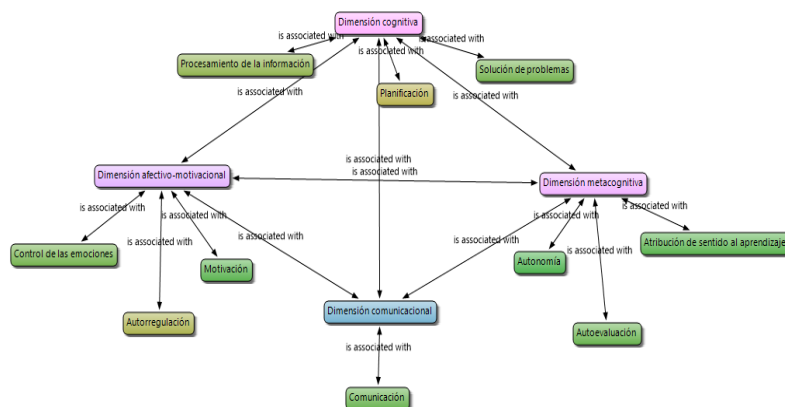 Dimensión cognitiva
is associated with
is associated with
Procesamiento de la información
is associated with
Solución de problemas
Planificación
is associated with
is associated with
is associated with
is associated with
Dimensión afectivo-motivacional
Dimensión metacognitiva
is associated with
is associated with
is associated with
is associated with
is associated with
is associated with
is associated with
is associated with
Control de las emociones
Motivación
Autonomía
Atribución de sentido al aprendizaje
Autorregulación
Dimensión comunicacional
Autoevaluación
is associated with
Comunicación